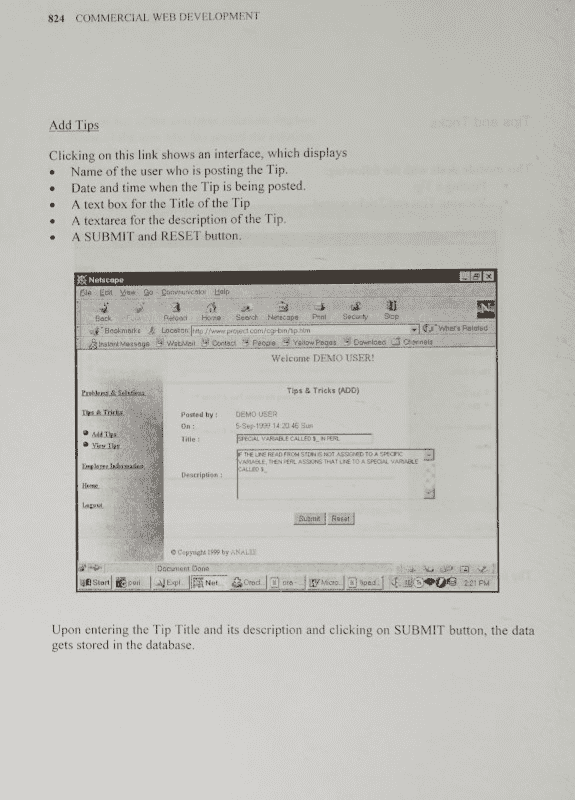 824 COMMERCIAL WEB DEVELOPMENT
Add Tips
Clicking on this link shows an interface, which displays
• Name of the user who is posting the Tip.
• Date and time when the Tip is being posted.
• A text box for the Title of the Tip
• A textarea for the description of the Tip.
• A SUBMIT and RESET button.
Netscape
File Edit View Go Communicator Help
Back Reload Home Search Netscape Print Security Stop
Bookmarks Location: http://www.project.com/cgi-bin/tip.htm What's Related
Instant Message WebMail Contact People Yellow Pages Download Channels
Welcome DEMO USER!
Problems & Solutions
Tips & Tricks
Add Tips
View Tips
Employee Information
Home
Logout
Tips & Tricks (ADD)
Posted by : DEMO USER
On : 5-Sep-1999 14:20:46 Sun
Title : SPECIAL VARIABLE CALLED $_ IN PERL
Description :
IF THE LINE READ FROM STDIN IS NOT ASSIGNED TO A SPECIFIC
VARIABLE, THEN PERL ASSIGNS THAT LINE TO A SPECIAL VARIABLE
CALLED $_
Submit Reset
© Copyright 1999 by
Document: Done
Start Expl... Net... Micro... 2:21 PM
Upon entering the Tip Title and its description and clicking on SUBMIT button, the data
gets stored in the database.